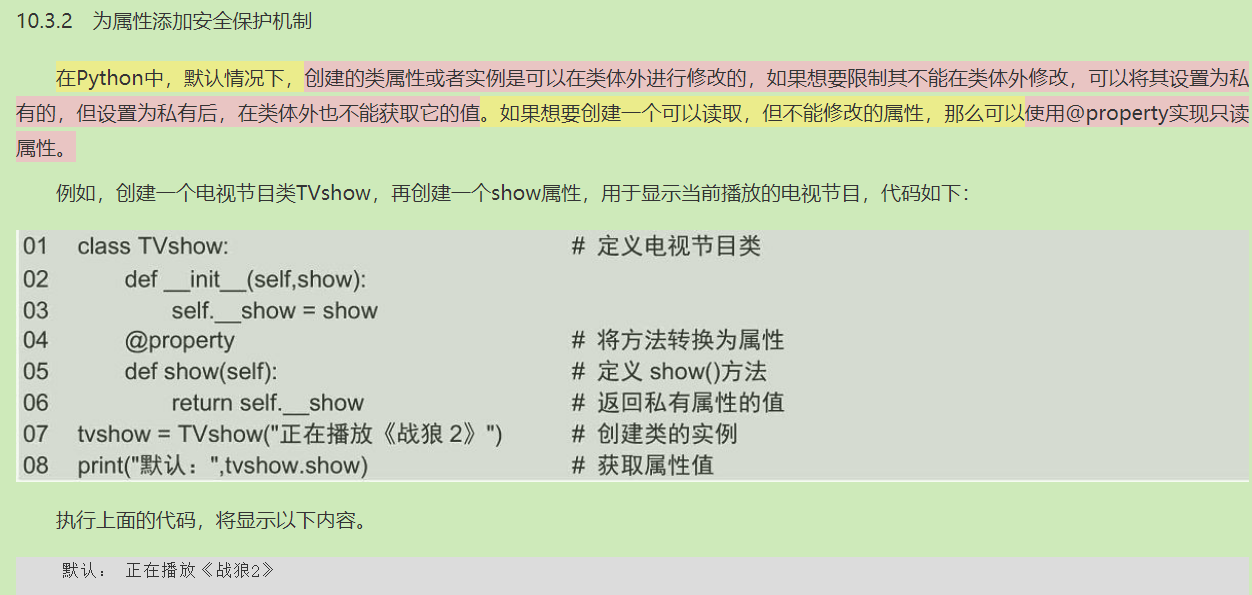 10.3.2 为属性添加安全保护机制
在Python中，默认情况下，创建的类属性或者实例是可以在类体外进行修改的，如果想要限制其不能在类体外修改，可以将其设置为私
有的，但设置为私有后，在类体外也不能获取它的值。如果想要创建一个可以读取，但不能修改的属性，那么可以使用@property实现只读
属性。
例如，创建一个电视节目类TVshow，再创建一个show属性，用于显示当前播放的电视节目，代码如下：
01 class TVshow: # 定义电视节目类
02 def __init__(self,show):
03 self.__show = show
04 @property # 将方法转换为属性
05 def show(self): # 定义 show()方法
06 return self.__show # 返回私有属性的值
07 tvshow = TVshow("正在播放《战狼 2》") # 创建类的实例
08 print("默认：",tvshow.show) # 获取属性值
执行上面的代码，将显示以下内容。
默认： 正在播放《战狼2》